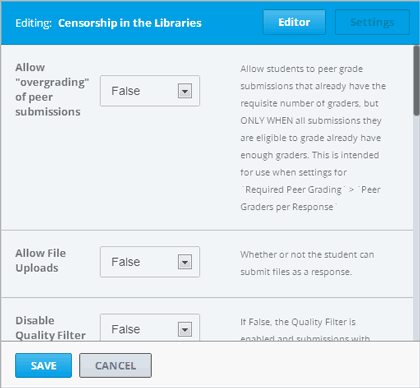 Editing: Censorship in the Libraries
Editor
Settings
Allow
"overgrading"
of peer
submissions
False
Allow students to peer grade
submissions that already have the
requisite number of graders, but
ONLY WHEN all submissions they
are eligible to grade already have
enough graders. This is intended
for use when settings for
`Required Peer Grading` > `Peer
Graders per Response`
Allow File
Uploads
False
Whether or not the student can
submit files as a response.
Disable
Quality Filter
False
If False, the Quality Filter is
enabled and submissions with
SAVE
CANCEL